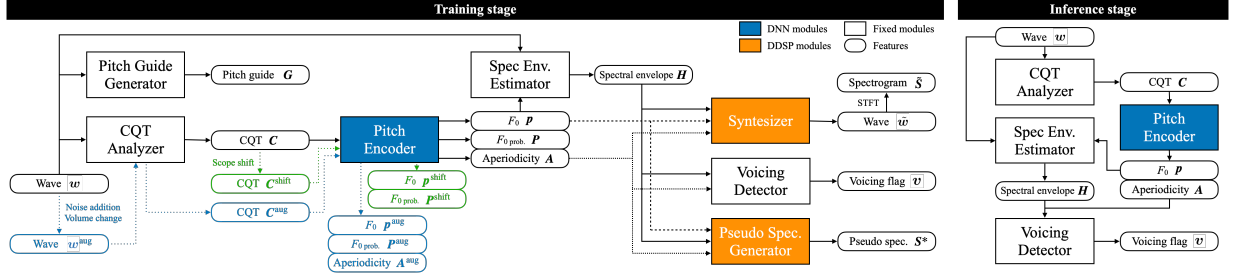 Training stage
DNN modules
Fixed modules
DDSP modules
Features
Pitch Guide
Generator
Pitch guide G
Spec Env.
Estimator
Spectral envelope H
CQT
Analyzer
CQT C
Scope shift
CQT C^shift
CQT C^aug
Wave w
Noise addition
Volume change
Wave w^aug
Pitch
Encoder
F₀ p
F₀ prob. P
Aperiodicity A
F₀ p^shift
F₀ prob. P^shift
F₀ p^aug
F₀ prob. P^aug
Aperiodicity A^aug
Syntesizer
Spectrogram S̃
STFT
Wave w̃
Voicing
Detector
Voicing flag v
Pseudo Spec.
Generator
Pseudo spec. S*
Inference stage
Wave w
CQT
Analyzer
CQT C
Pitch
Encoder
Spec Env.
Estimator
F₀ p
Aperiodicity A
Spectral envelope H
Voicing
Detector
Voicing flag v